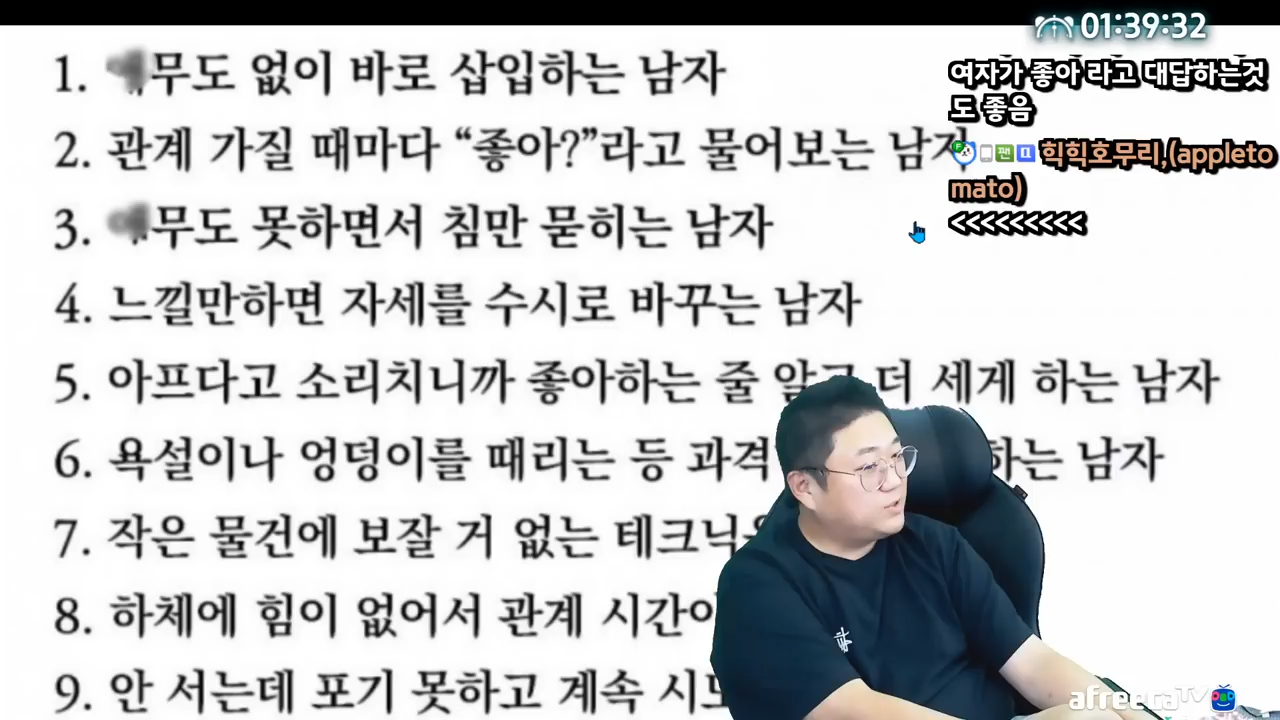 01:39:32
1. 무도 없이 바로 삽입하는 남자
2. 관계 가질 때마다 “좋아?”라고 물어보는 남자
3. 무도 못하면서 침만 묻히는 남자
4. 느낄만하면 자세를 수시로 바꾸는 남자
5. 아프다고 소리치니까 좋아하는 줄 알고 더 세게 하는 남자
6. 욕설이나 엉덩이를 때리는 등 과격 하는 남자
7. 작은 물건에 보잘 거 없는
8. 하체에 힘이 없어서 관계
9. 안 서는데 포기 못하고 계속
여자가 좋아 라고 대답하는것
도 좋음
팬 힉힉호무리,(appleto
mato)
<<<<<<<<<
afreecaTV